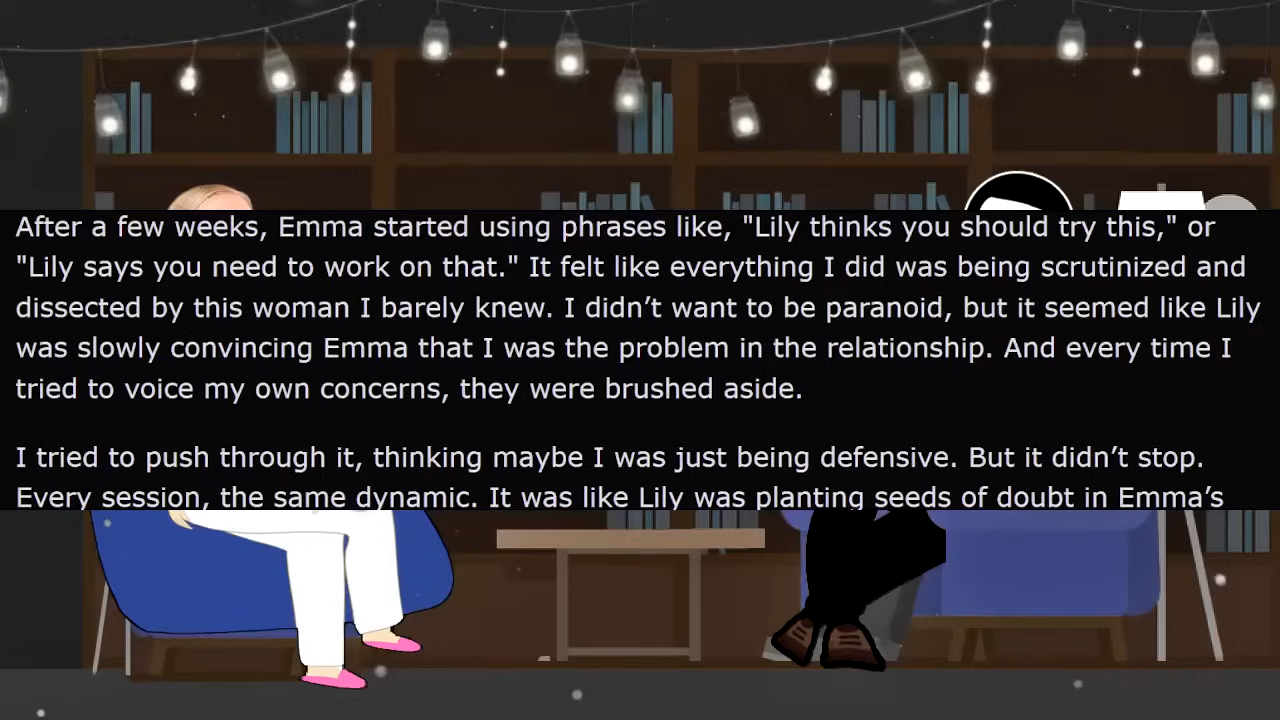 After a few weeks, Emma started using phrases like, "Lily thinks you should try this," or
"Lily says you need to work on that." It felt like everything I did was being scrutinized and
dissected by this woman I barely knew. I didn’t want to be paranoid, but it seemed like Lily
was slowly convincing Emma that I was the problem in the relationship. And every time I
tried to voice my own concerns, they were brushed aside.
I tried to push through it, thinking maybe I was just being defensive. But it didn’t stop.
Every session, the same dynamic. It was like Lily was planting seeds of doubt in Emma’s